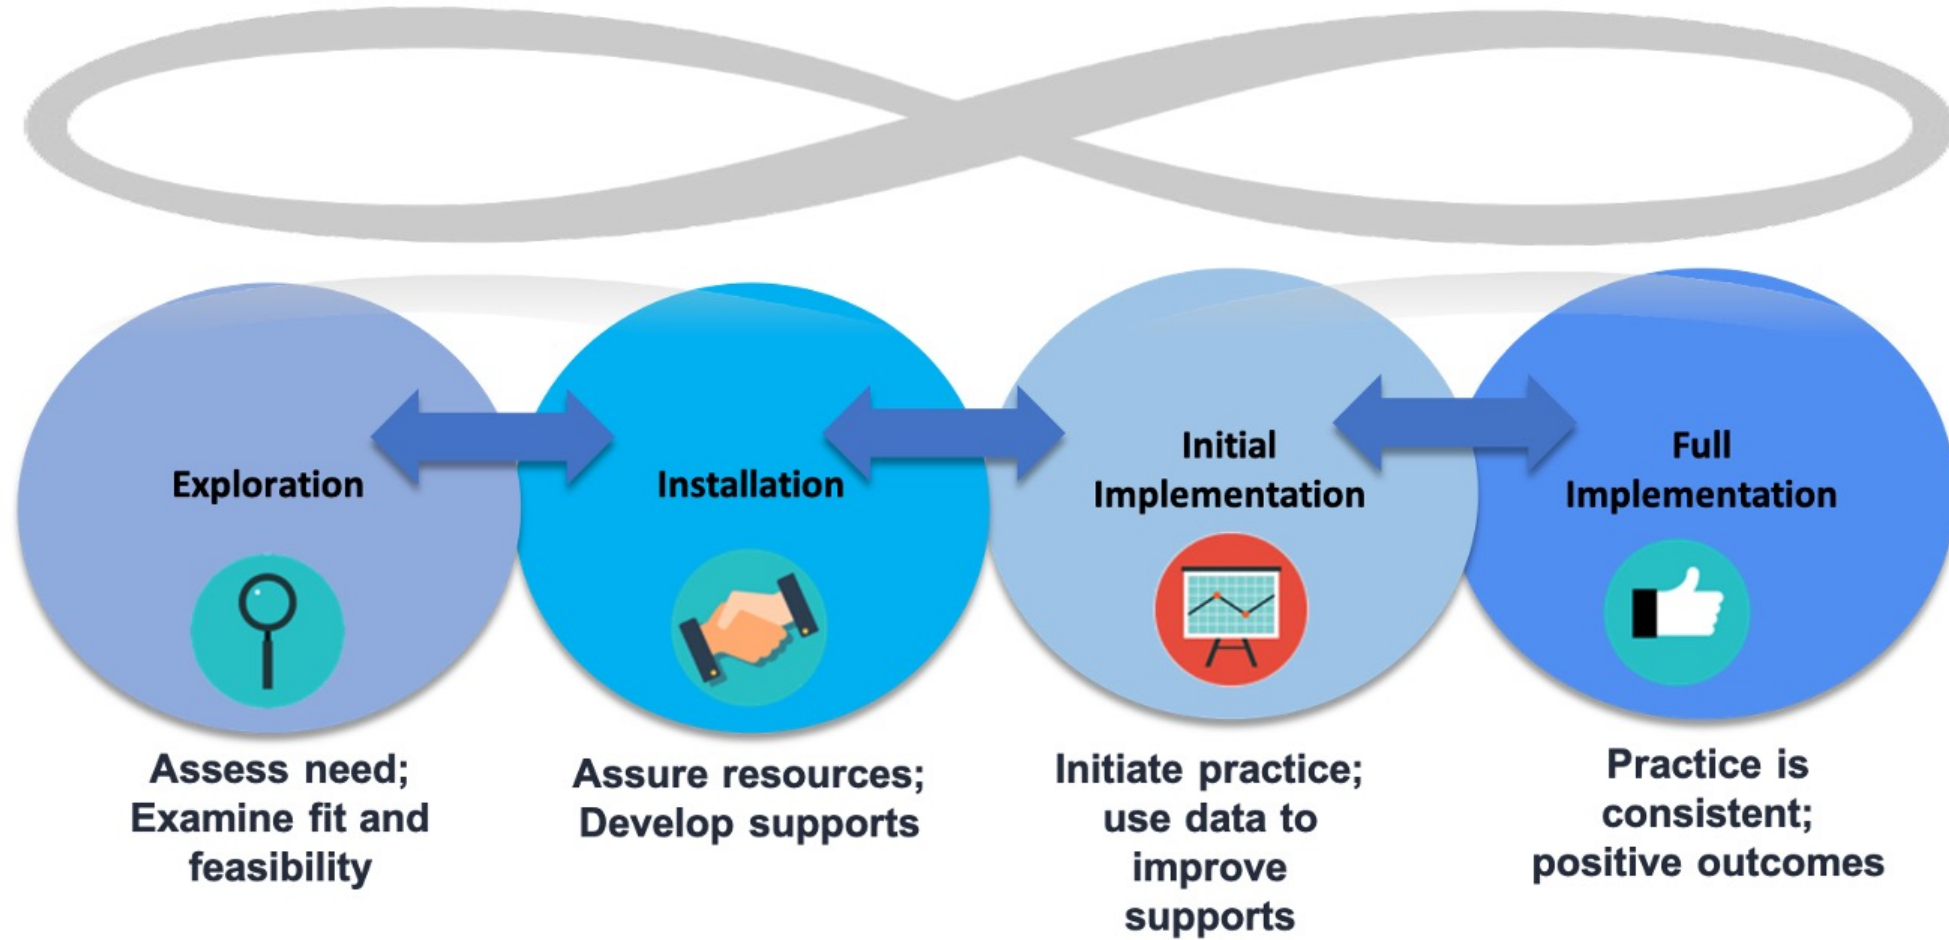 Exploration
Installation
Initial
Implementation
Full
Implementation
Assess need;
Examine fit and
feasibility
Assure resources;
Develop supports
Initiate practice;
use data to
improve
supports
Practice is
consistent;
positive outcomes